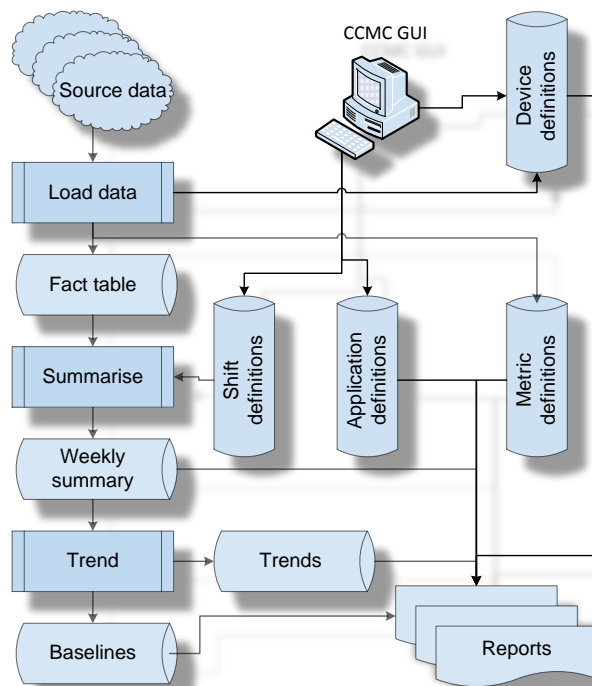 CCMC GUI
Source data
Device
definitions
Load data
Fact table
Summarise
Shift
definitions
Application
definitions
Metric
definitions
Weekly
summary
Trend
Trends
Baselines
Reports